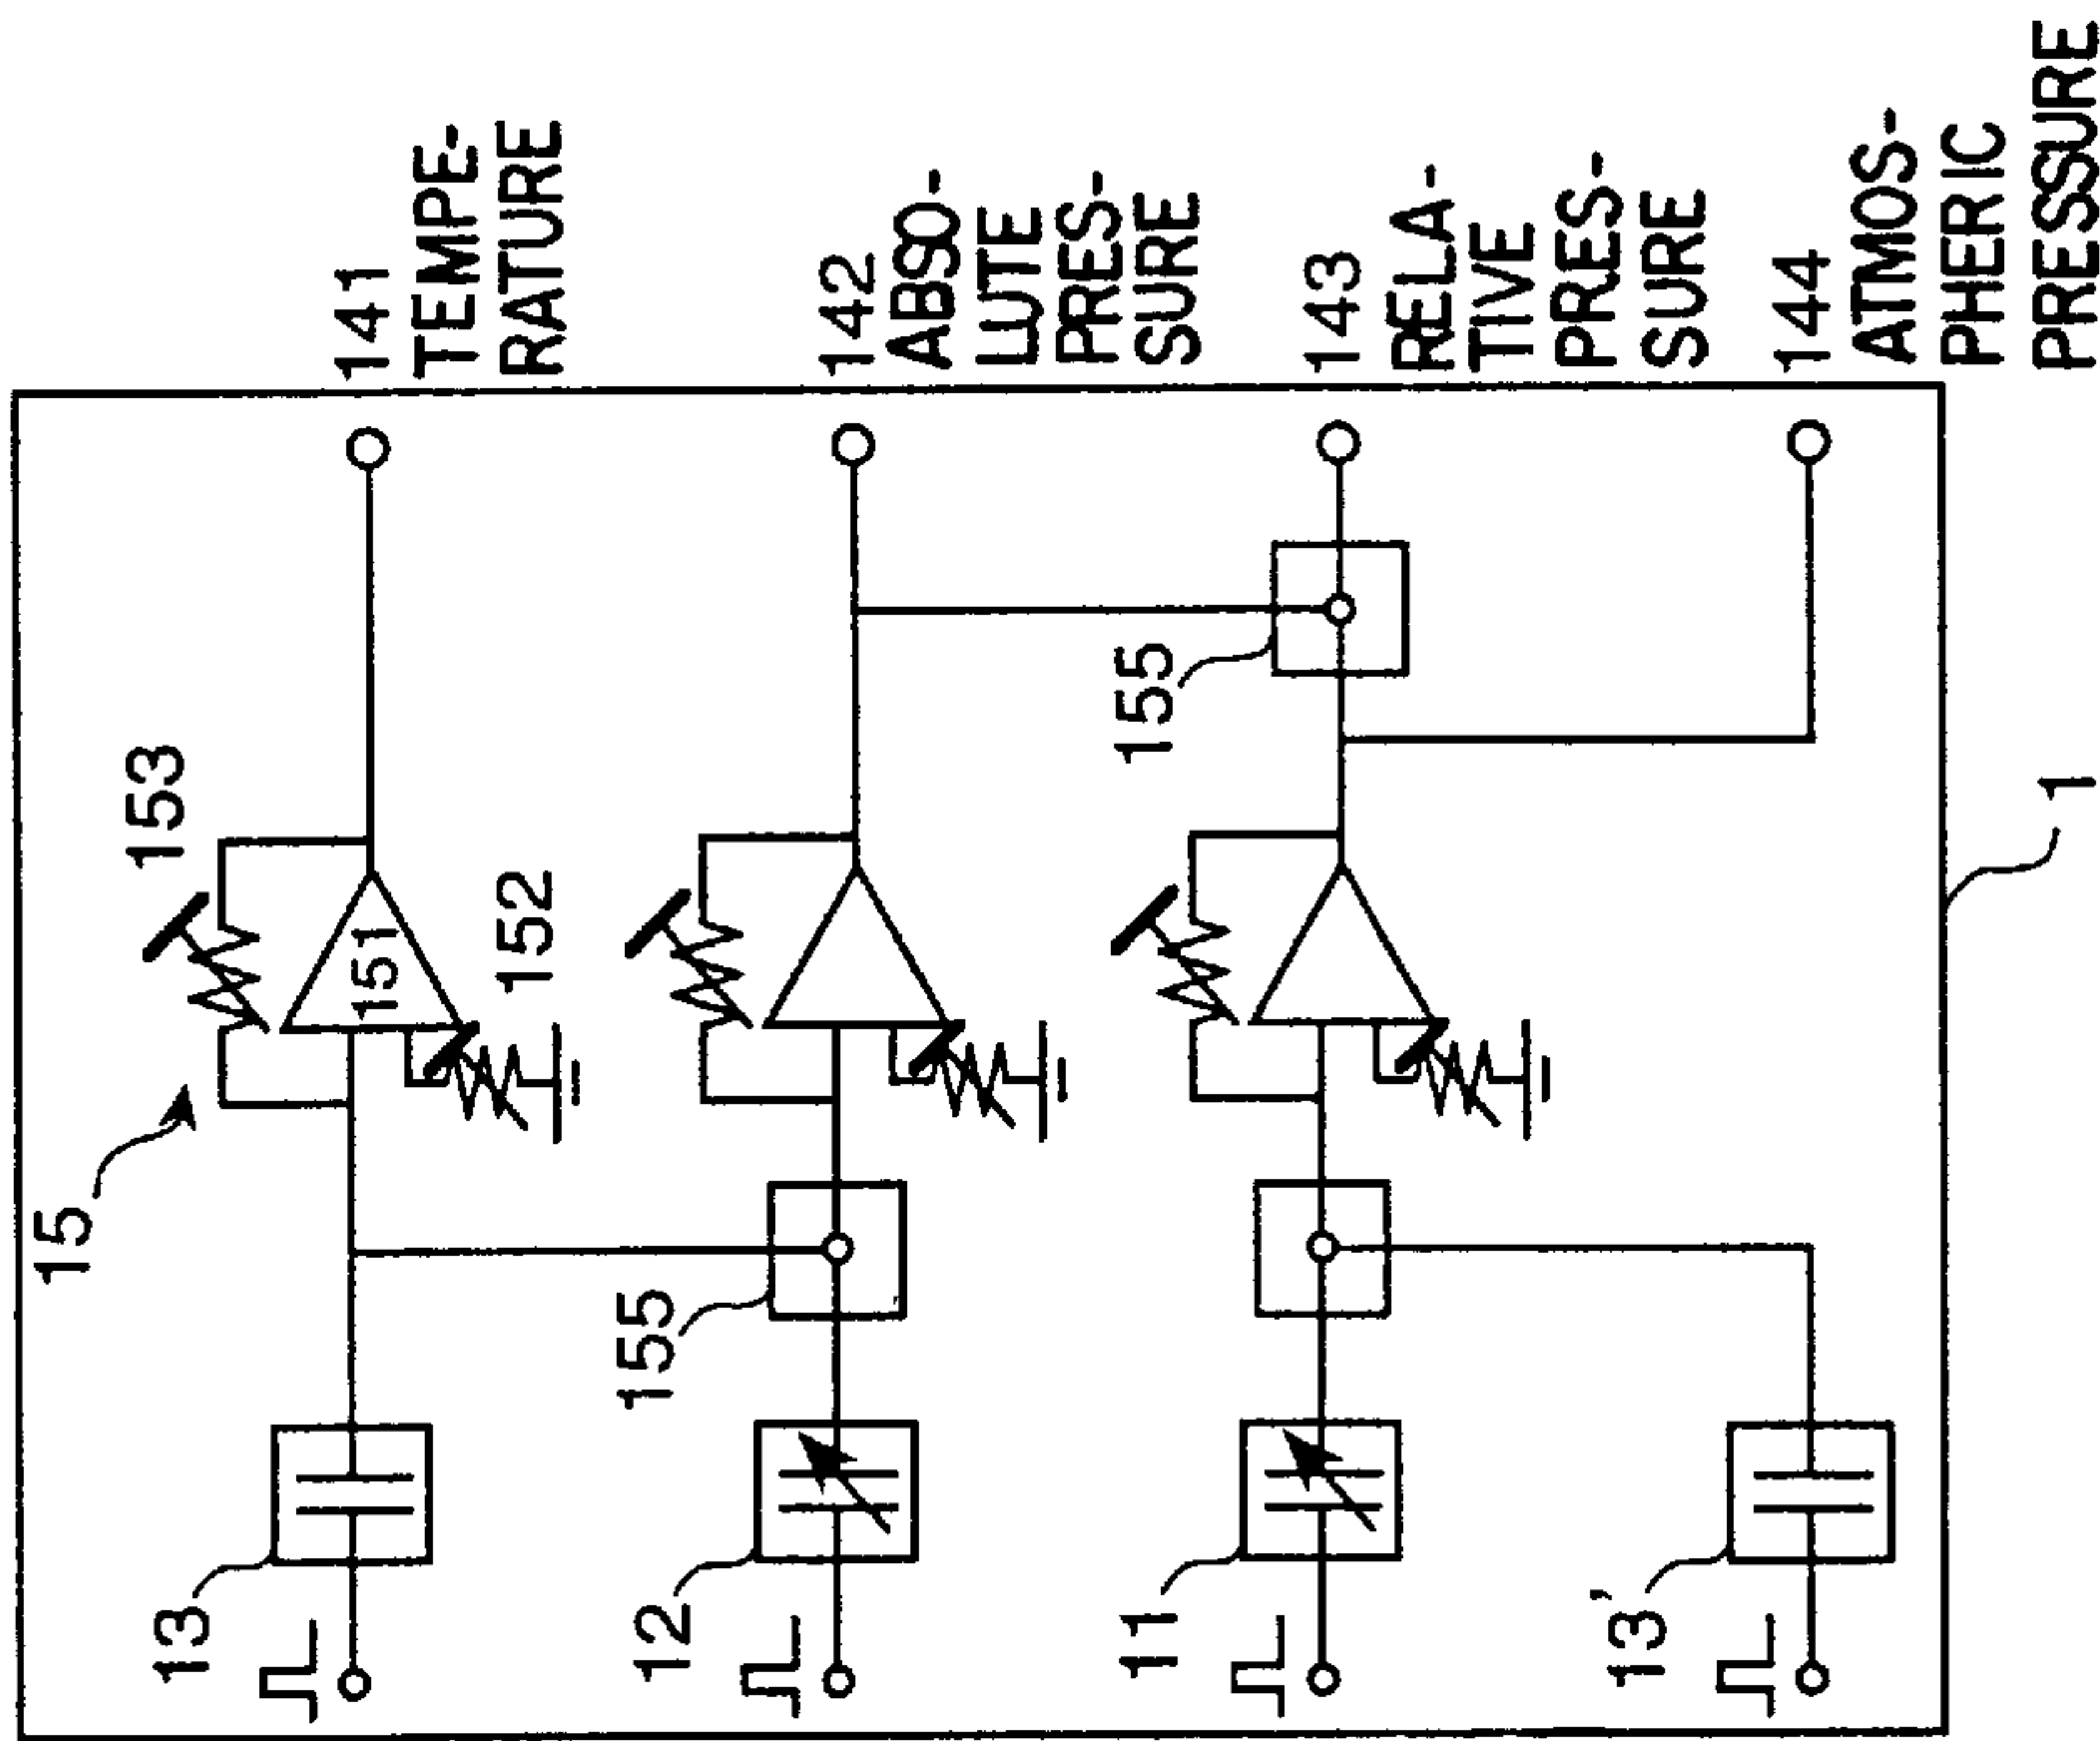 15
153
151
152
13
155
12
155
11
13'
1
141
TEMPE-
RATURE
142
ABSO-
LUTE
PRES-
SURE
143
RELA-
TIVE
PRES-
SURE
144
ATMOS-
PHERIC
PRESSURE